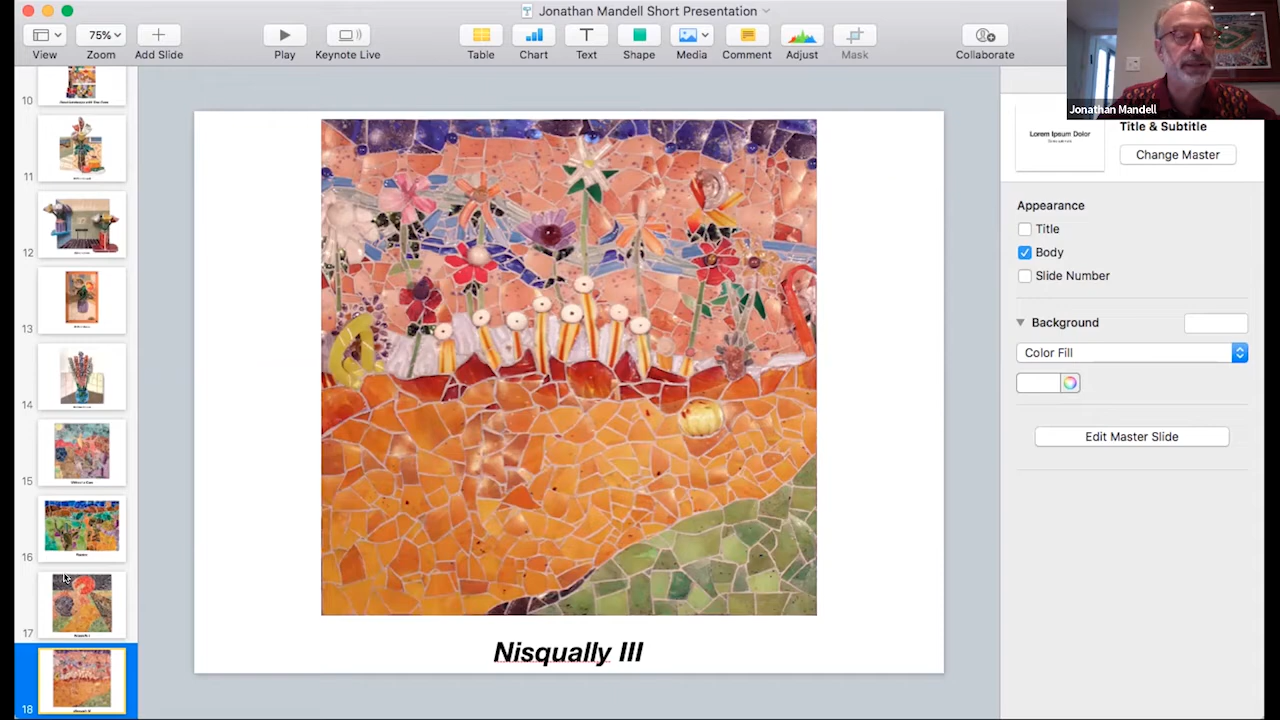 Jonathan Mandell Short Presentation
75%
View
Zoom
Add Slide
Play
Keynote Live
Table
Chart
Text
Shape
Media
Comment
Adjust
Mask
Collaborate
Jonathan Mandell
Lorem Ipsum Dolor
Title & Subtitle
Change Master
Appearance
Title
Body
Slide Number
Background
Color Fill
Edit Master Slide
10
11
12
13
14
15
16
17
18
Nisqually III